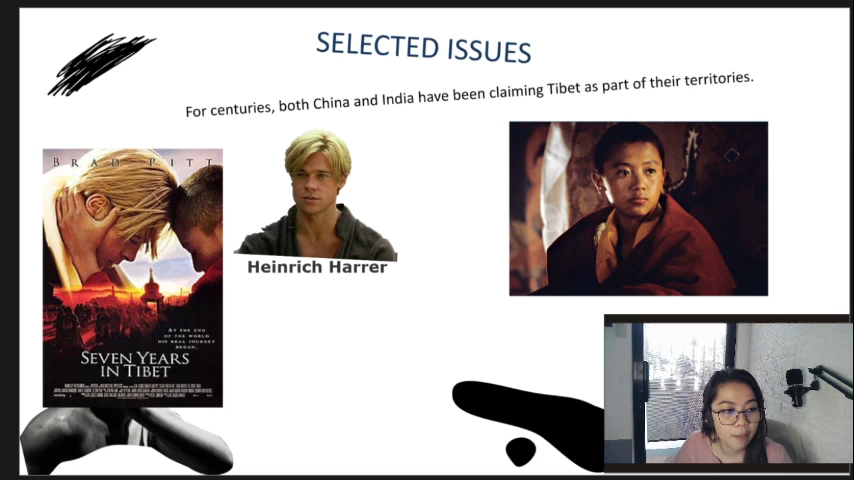 SELECTED ISSUES
For centuries, both China and India have been claiming Tibet as part of their territories.
BRAD PITT
AT THE END
OF THE WORLD
HIS REAL JOURNEY
BEGAN.
SEVEN YEARS
IN TIBET
Heinrich Harrer